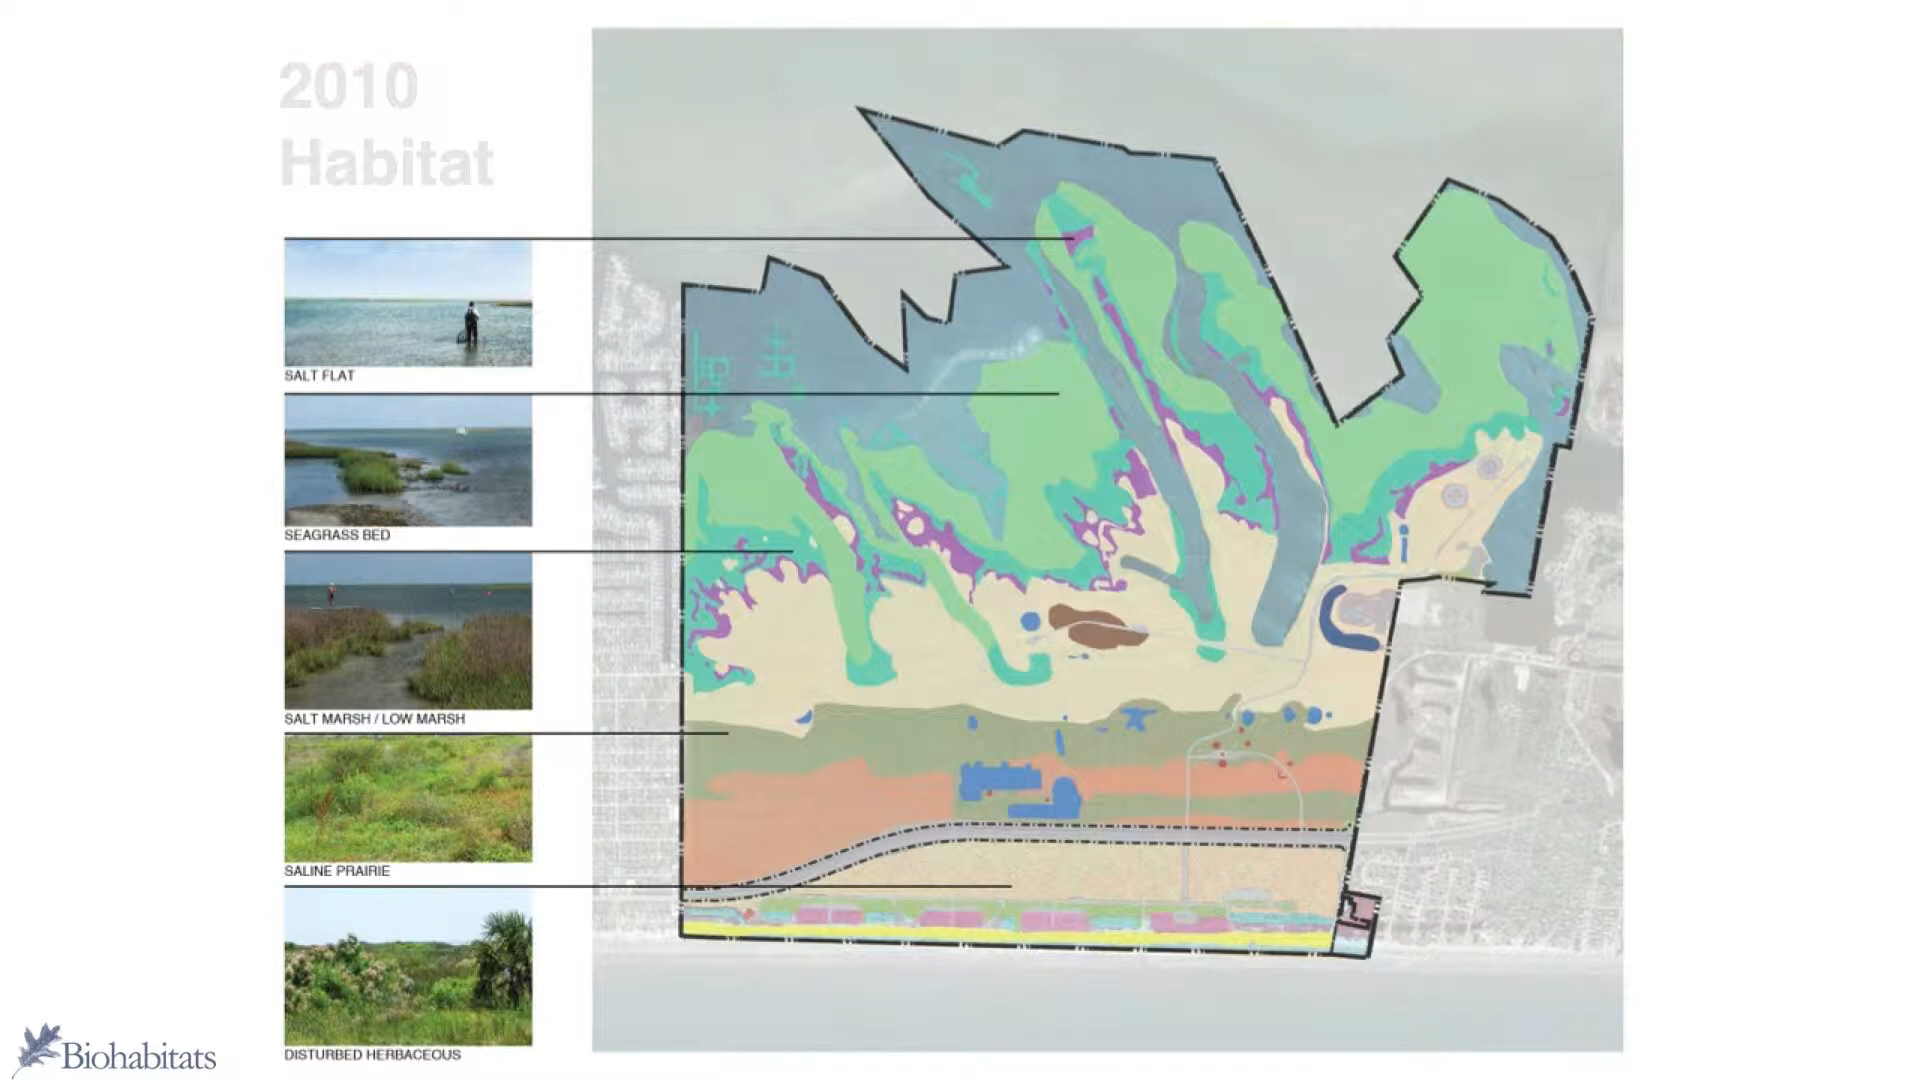 2010
Habitat
SALT FLAT
SEAGRASS BED
SALT MARSH / LOW MARSH
SALINE PRAIRIE
DISTURBED HERBACEOUS
Biohabitats